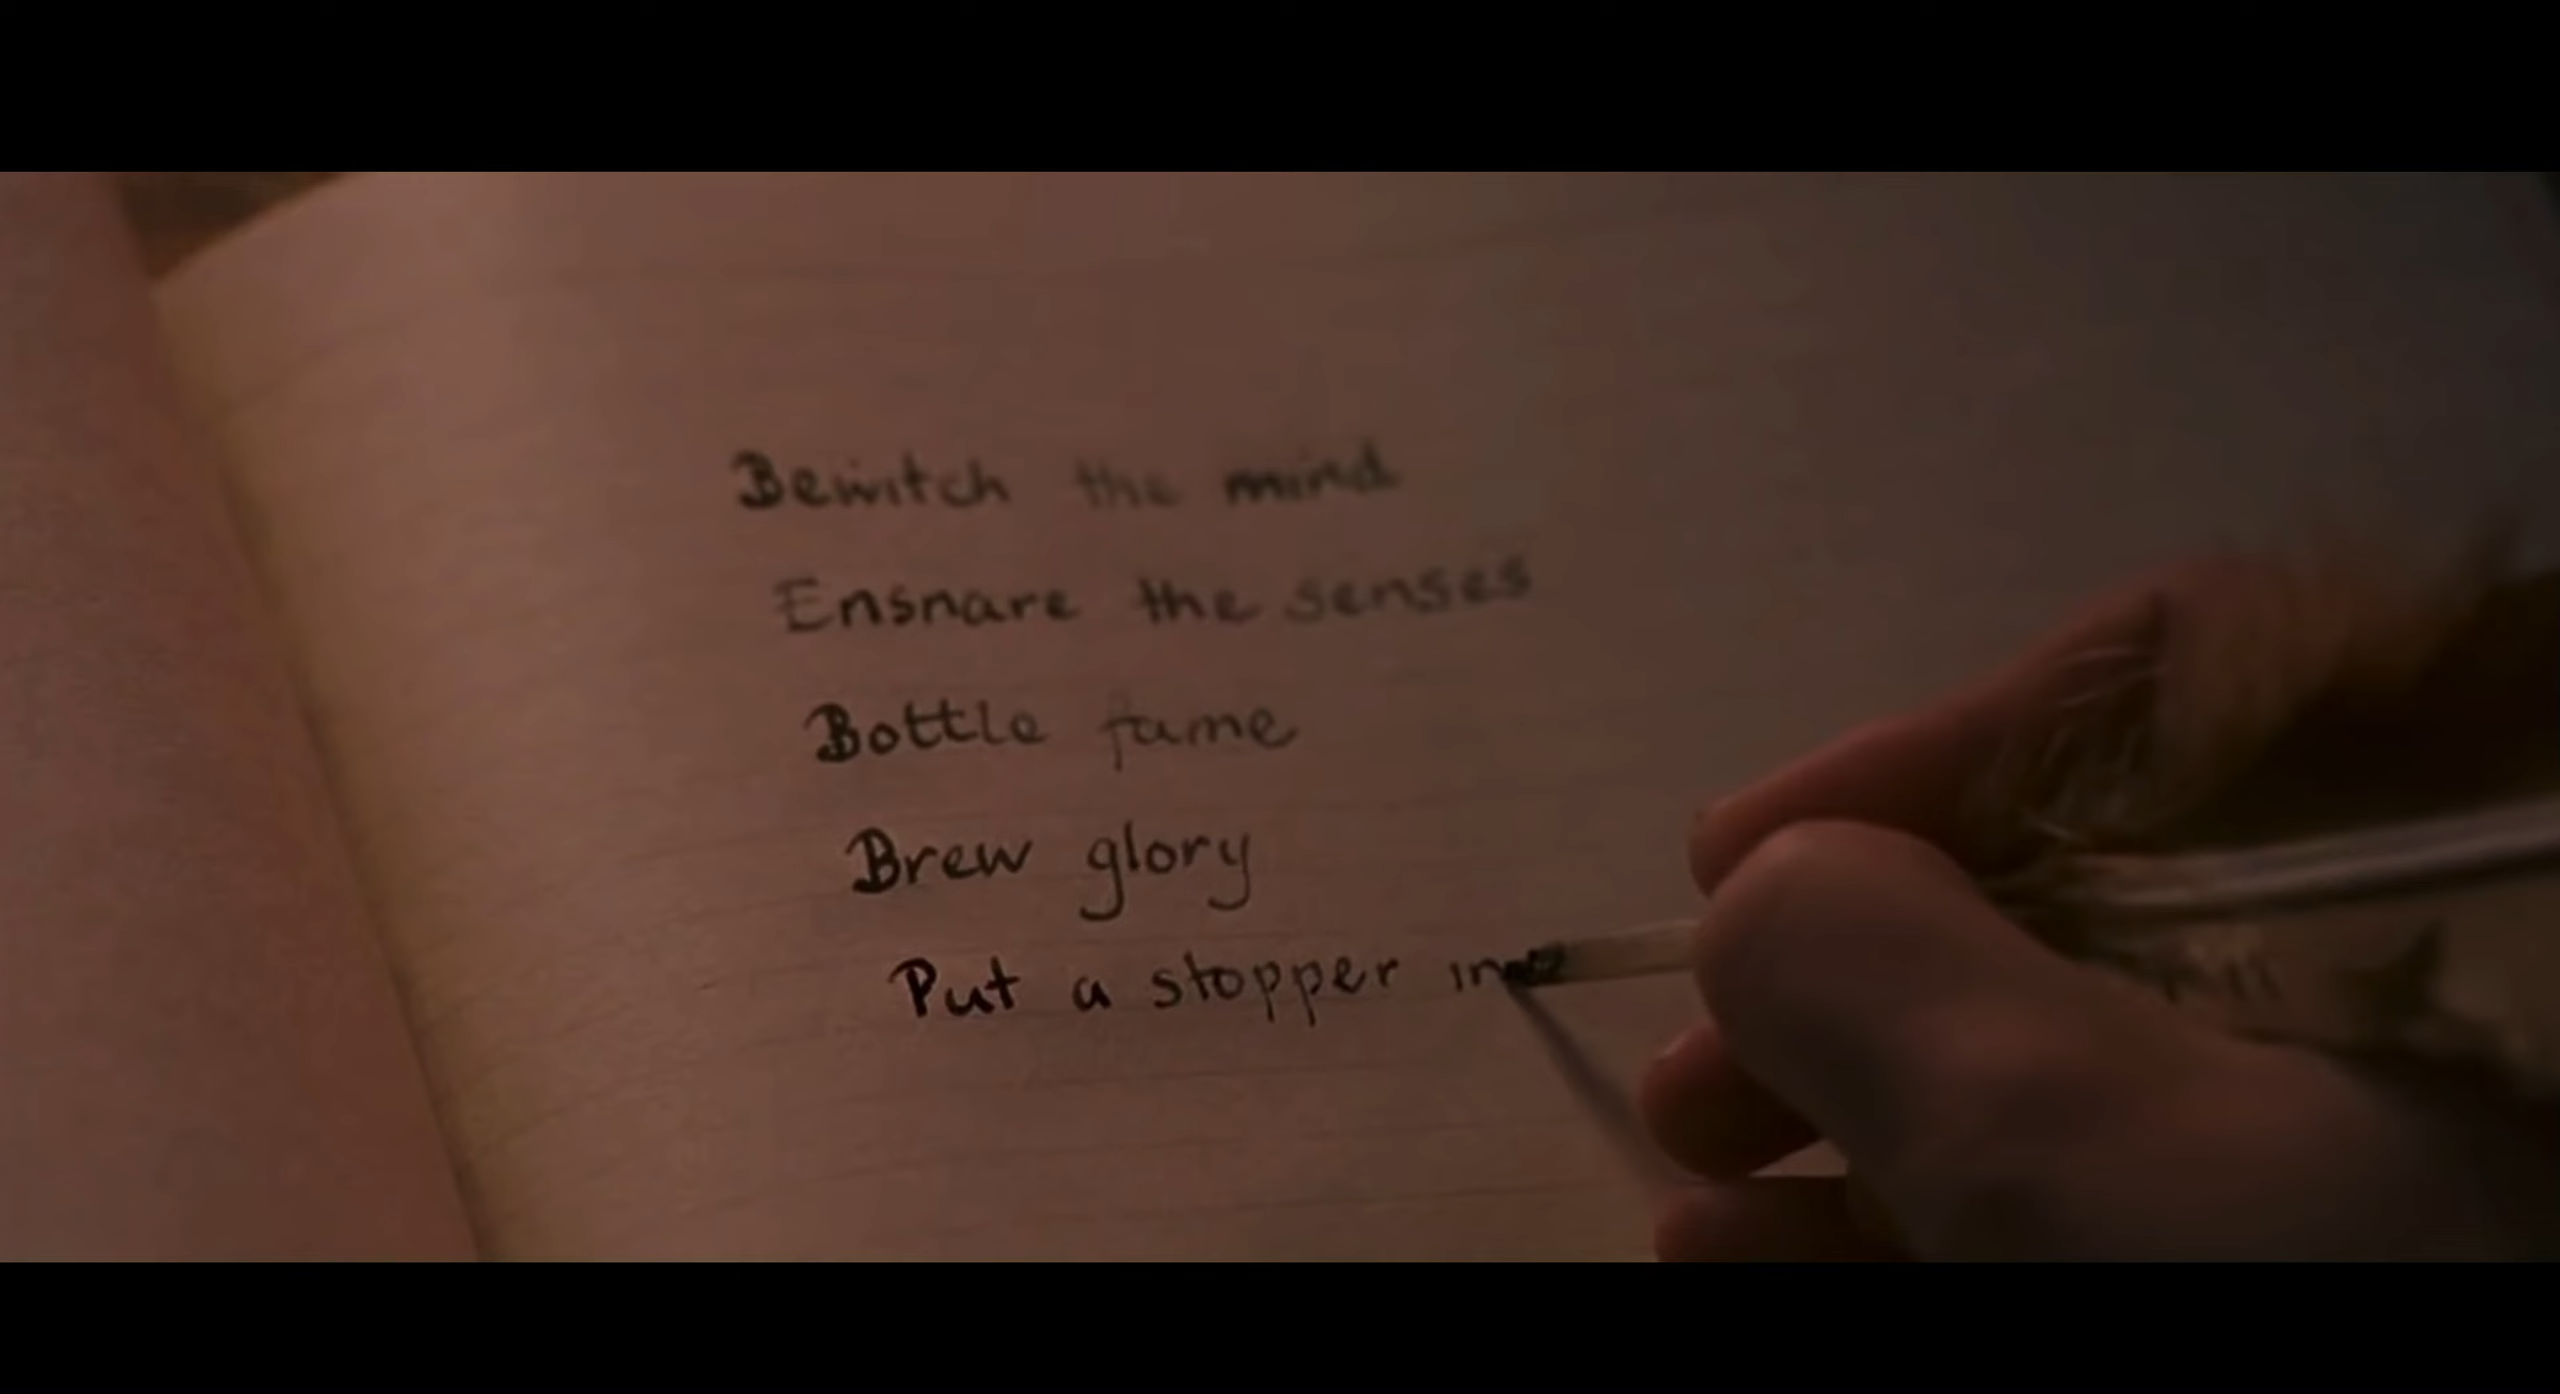 Bewitch the mind
Ensnare the senses
Bottle fame
Brew glory
Put a stopper in